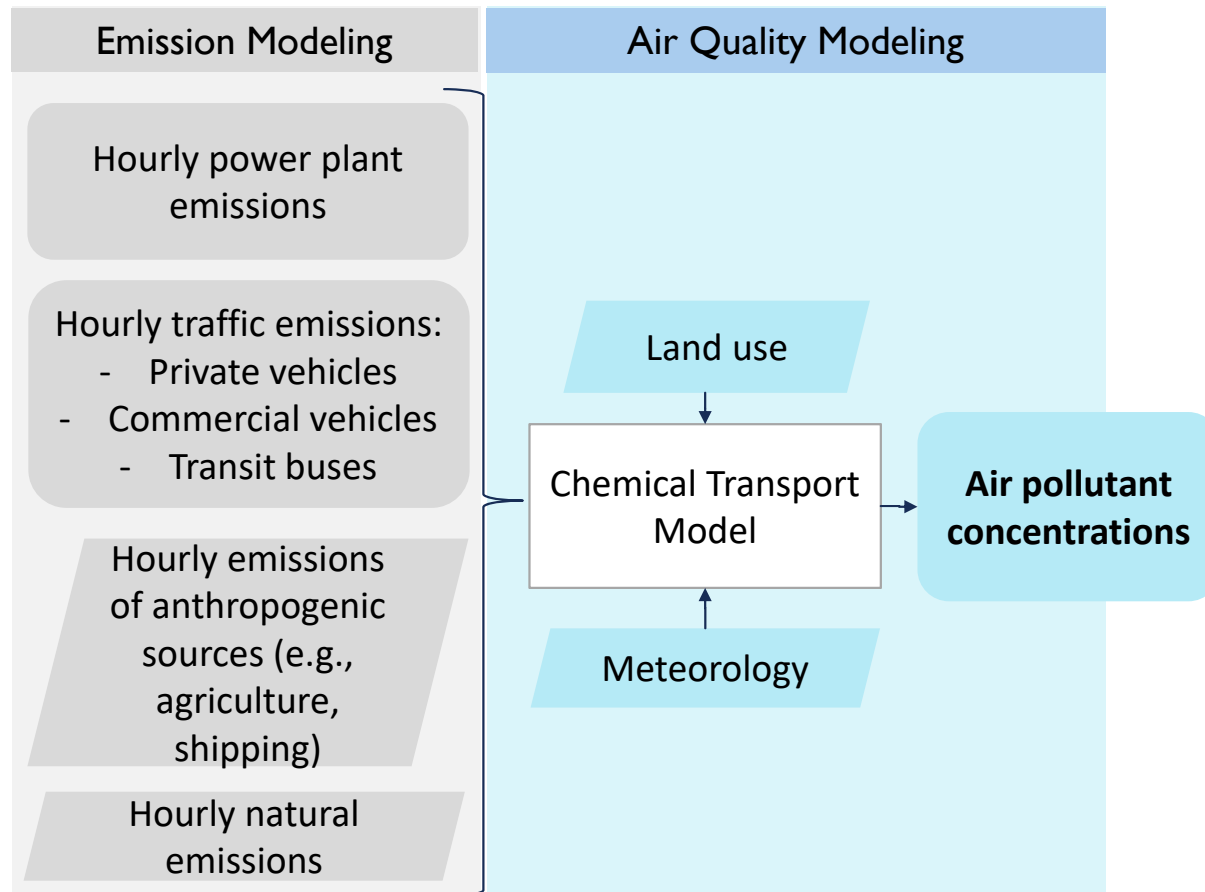 Emission Modeling
Air Quality Modeling
Hourly power plant
emissions
Hourly traffic emissions:
- Private vehicles
- Commercial vehicles
- Transit buses
Hourly emissions
of anthropogenic
sources (e.g.,
agriculture,
shipping)
Hourly natural
emissions
Land use
Chemical Transport
Model
Meteorology
Air pollutant
concentrations